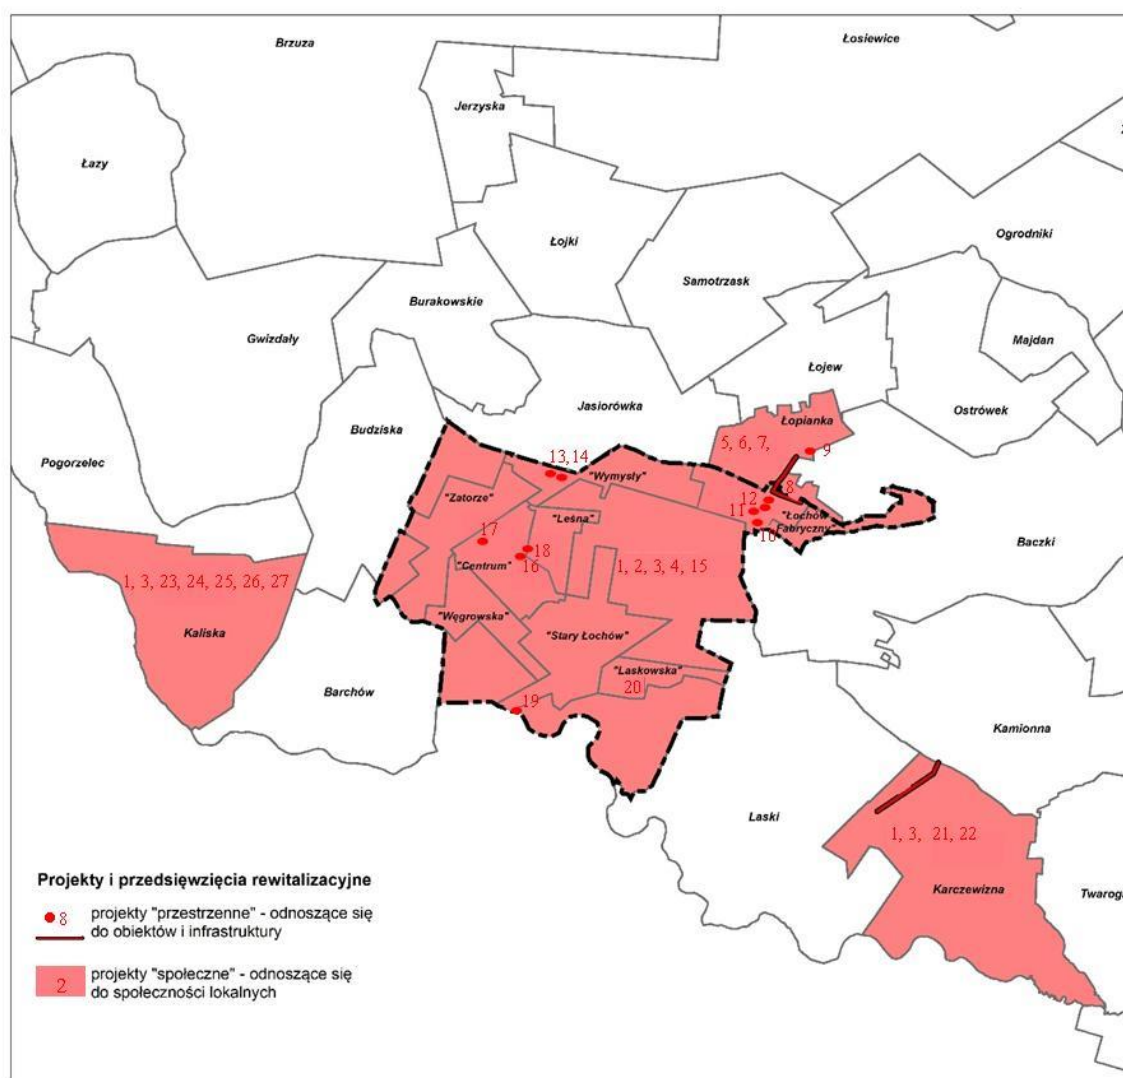 Brzuza
Łosiewice
Jerzyska
Łazy
Łojki
Ogrodniki
Samotrzask
Burakowskie
Gwizdały
Majdan
Łojew
Jasiorówka
Ostrówek
Łopianka
Budziska
5, 6, 7,
9
Pogorzelec
13, 14
"Wymysły"
8
"Zatorze"
12
"Leśna"
11
"Łochów
Fabryczny"
10
17
18
Baczki
"Centrum"
16
1, 2, 3, 4, 15
1, 3, 23, 24, 25, 26, 27
"Węgrowska"
Kaliska
"Stary Łochów"
"Laskowska"
20
Barchów
19
Kamionna
Laski
1, 3, 21, 22
Karczewizna
Projekty i przedsięwzięcia rewitalizacyjne
8 projekty "przestrzenne" - odnoszące się
do obiektów i infrastruktury
2 projekty "społeczne" - odnoszące się
do społeczności lokalnych